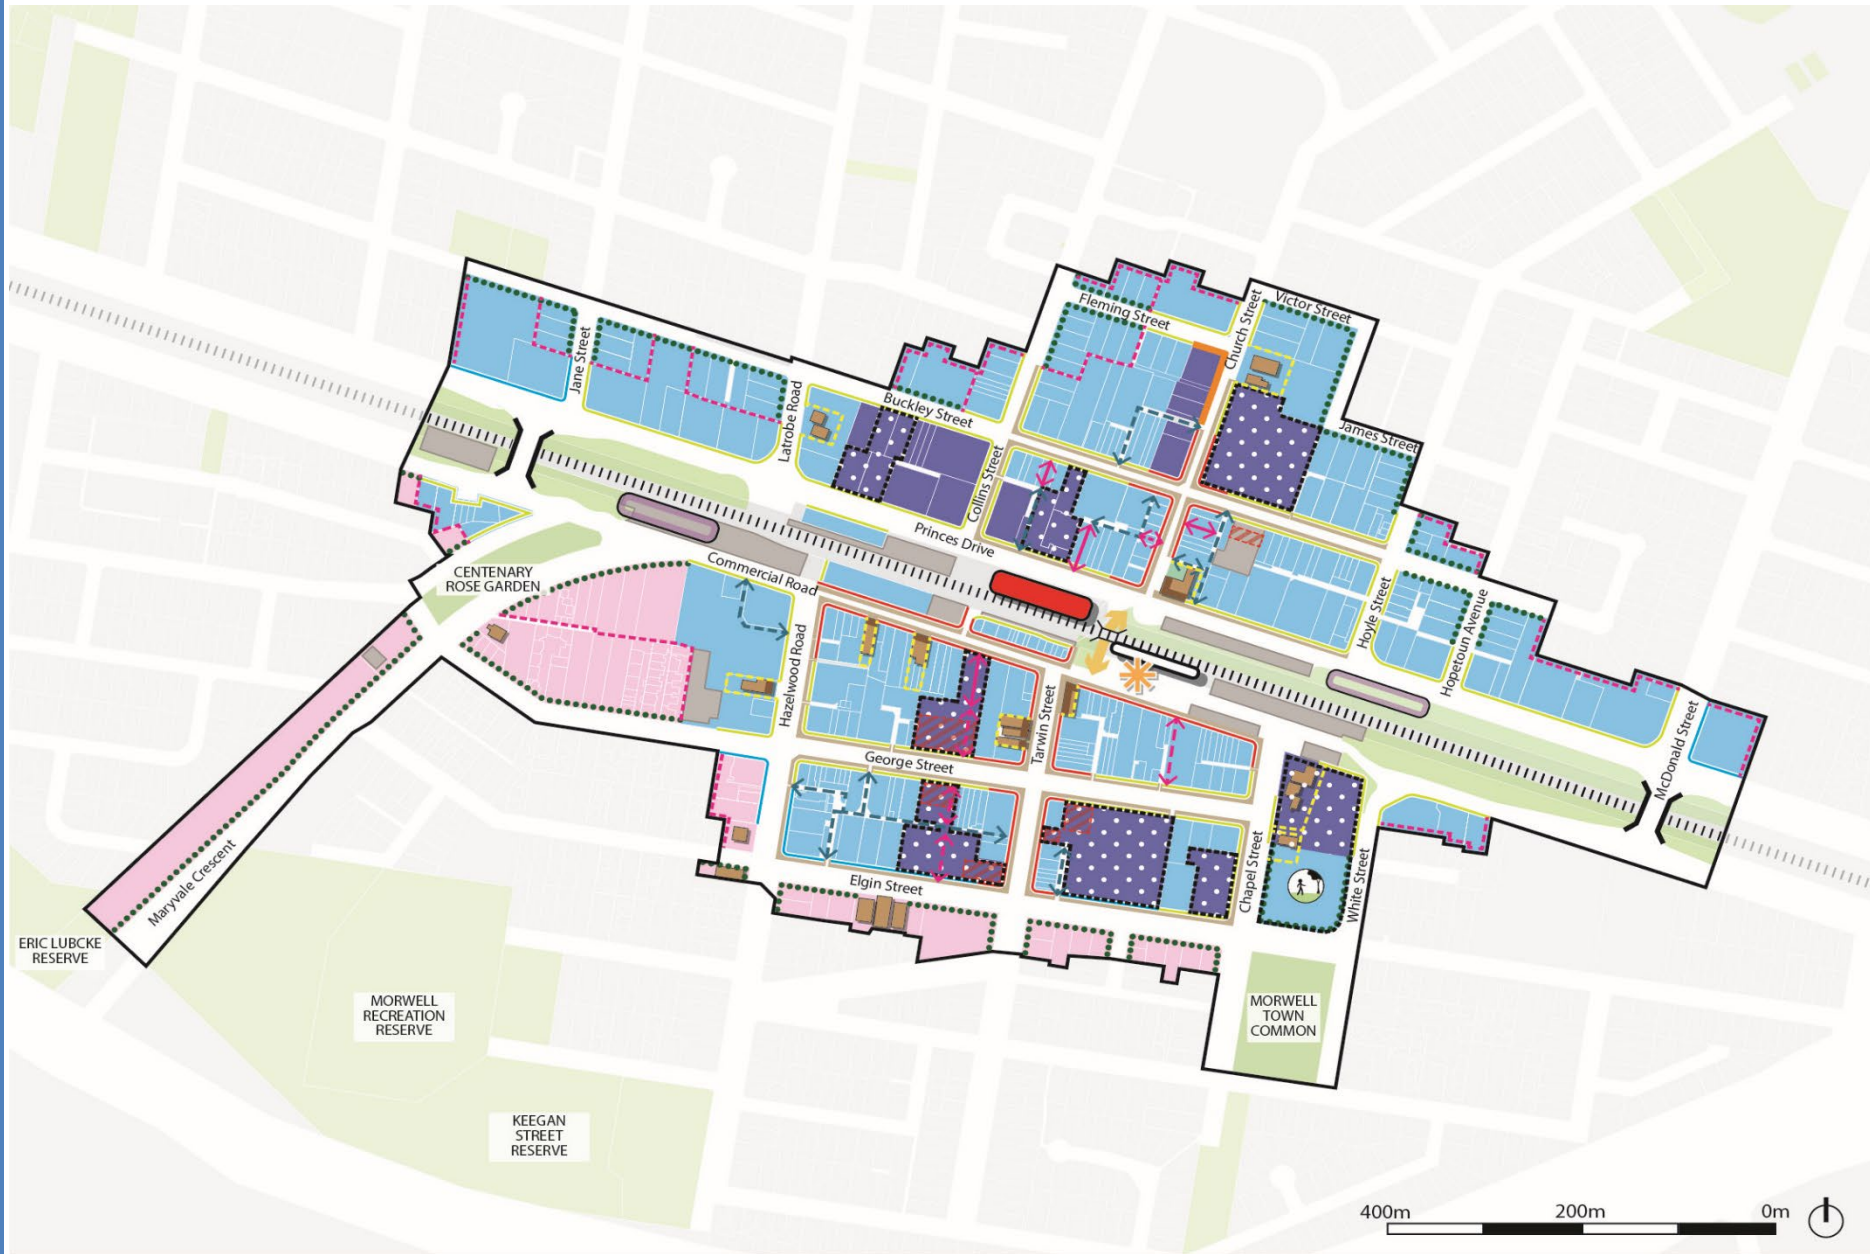 Victor Street
Fleming Street
Church Street
Jane Street
Latrobe Road
Buckley Street
James Street
Collins Street
Princes Drive
Commercial Road
CENTENARY
ROSE GARDEN
Hoyle Street
Hopetoun Avenue
Hazelwood Road
Tarwin Street
McDonald Street
George Street
Elgin Street
Chapel Street
White Street
Maryvale Crescent
ERIC LUBCKE
RESERVE
MORWELL
RECREATION
RESERVE
MORWELL
TOWN
COMMON
KEEGAN
STREET
RESERVE
400m 200m 0m